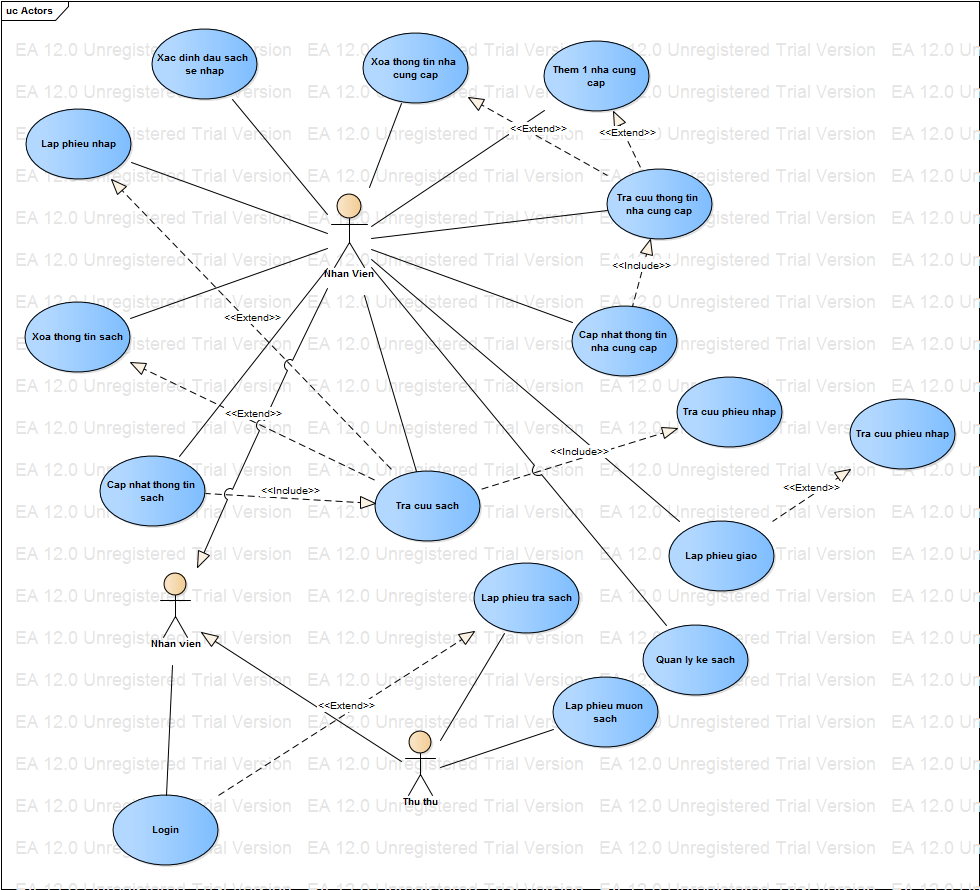 uc Actors
Xac dinh dau sach
se nhap
Xoa thong tin nha
cung cap
Them 1 nha cung
cap
<<Extend>>
<<Extend>>
Lap phieu nhap
Tra cuu thong tin
nha cung cap
Nhan Vien
<<Include>>
<<Extend>>
Xoa thong tin sach
Cap nhat thong tin
nha cung cap
<<Extend>>
Tra cuu phieu nhap
Tra cuu phieu nhap
<<Include>>
Cap nhat thong tin
sach
<<Include>>
Tra cuu sach
<<Extend>>
Lap phieu giao
Nhan vien
Lap phieu tra sach
Quan ly ke sach
<<Extend>>
Lap phieu muon
sach
Thu thu
Login
EA 12.0 Unregistered Trial Version